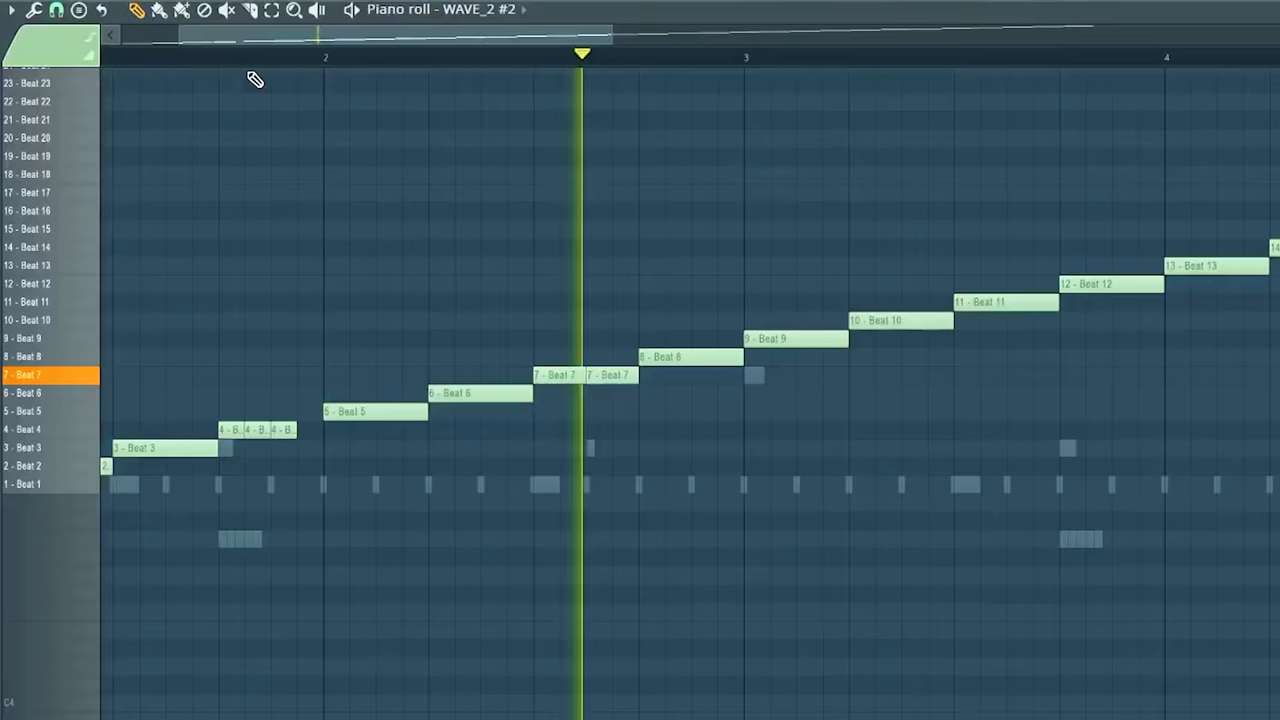 Piano roll - WAVE_2 #2
2 3 4
23 - Beat 23
22 - Beat 22
21 - Beat 21
20 - Beat 20
19 - Beat 19
18 - Beat 18
17 - Beat 17
16 - Beat 16
15 - Beat 15
14 - Beat 14
13 - Beat 13
12 - Beat 12
11 - Beat 11
10 - Beat 10
9 - Beat 9
8 - Beat 8
7 - Beat 7
6 - Beat 6
5 - Beat 5
4 - Beat 4
3 - Beat 3
2 - Beat 2
1 - Beat 1
C4
14
13 - Beat 13
12 - Beat 12
11 - Beat 11
10 - Beat 10
9 - Beat 9
8 - Beat 8
7 - Beat 7 7 - Beat 7
6 - Beat 6
5 - Beat 5
4 - B.. 4 - B.. 4 - B..
3 - Beat 3
2.